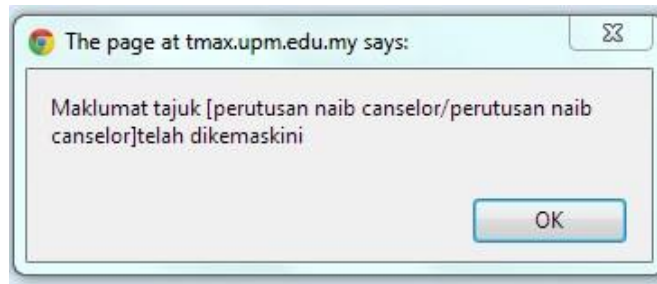 The page at tmax.upm.edu.my says:
Maklumat tajuk [perutusan naib canselor/perutusan naib
canselor]telah dikemaskini
OK